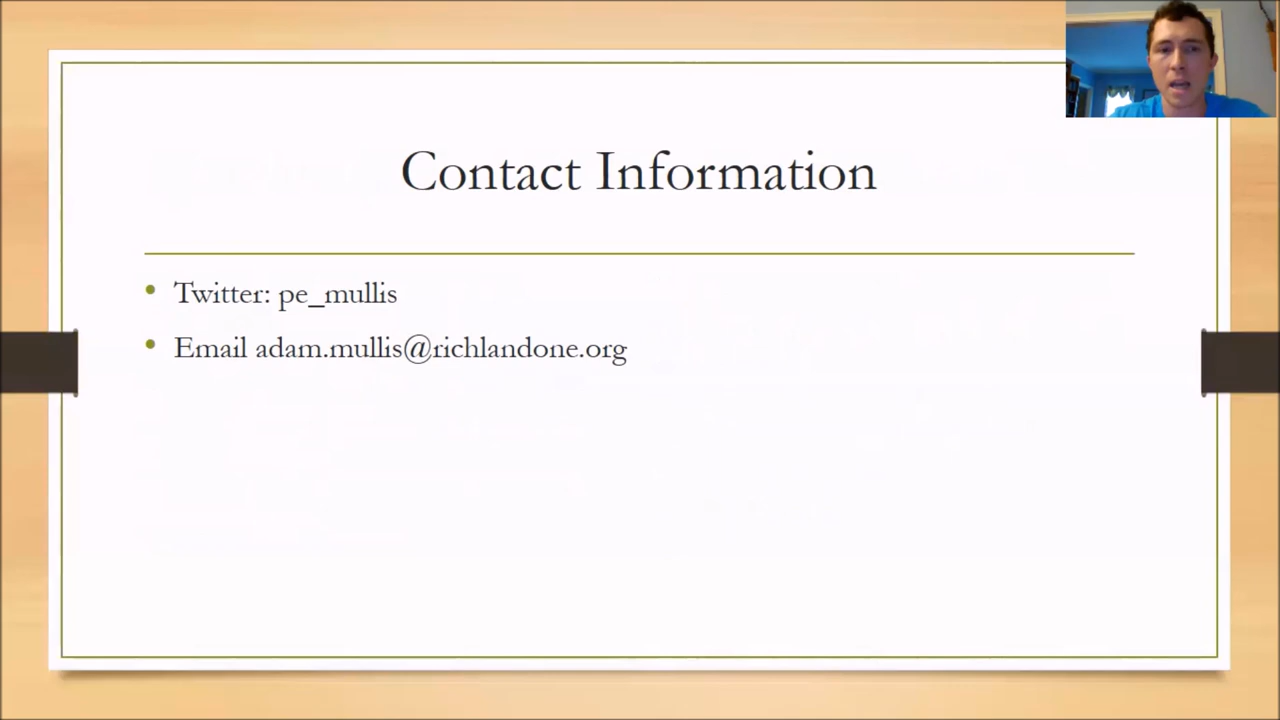 Contact Information
• Twitter: pe_mullis
• Email adam.mullis@richlandone.org